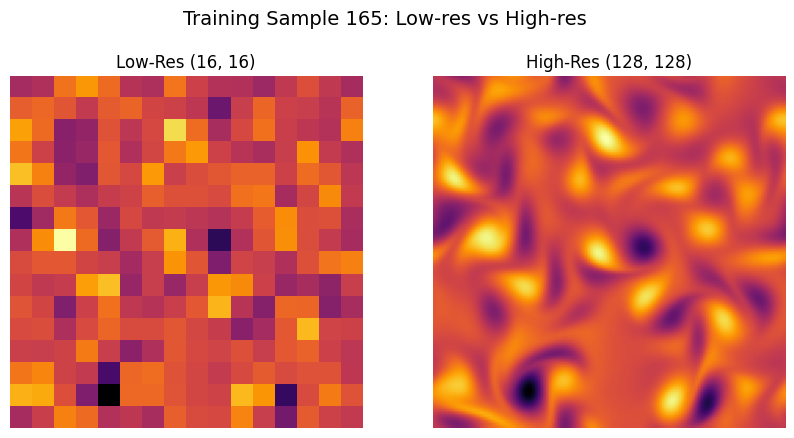 Training Sample 165: Low-res vs High-res
Low-Res (16, 16)
High-Res (128, 128)